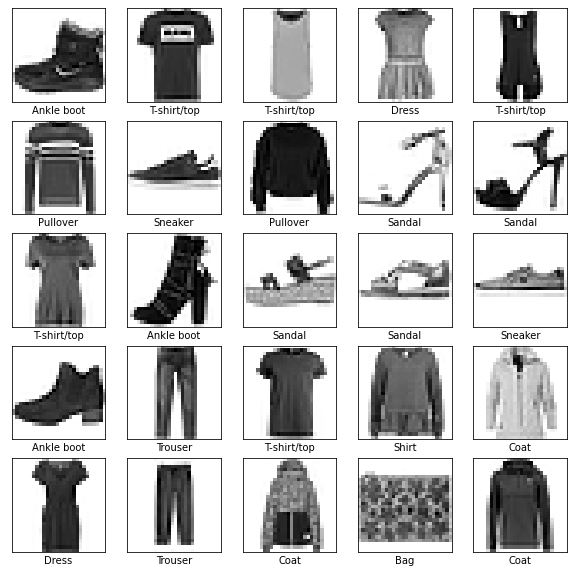 Ankle boot T-shirt/top T-shirt/top Dress T-shirt/top
Pullover Sneaker Pullover Sandal Sandal
T-shirt/top Ankle boot Sandal Sandal Sneaker
Ankle boot Trouser T-shirt/top Shirt Coat
Dress Trouser Coat Bag Coat